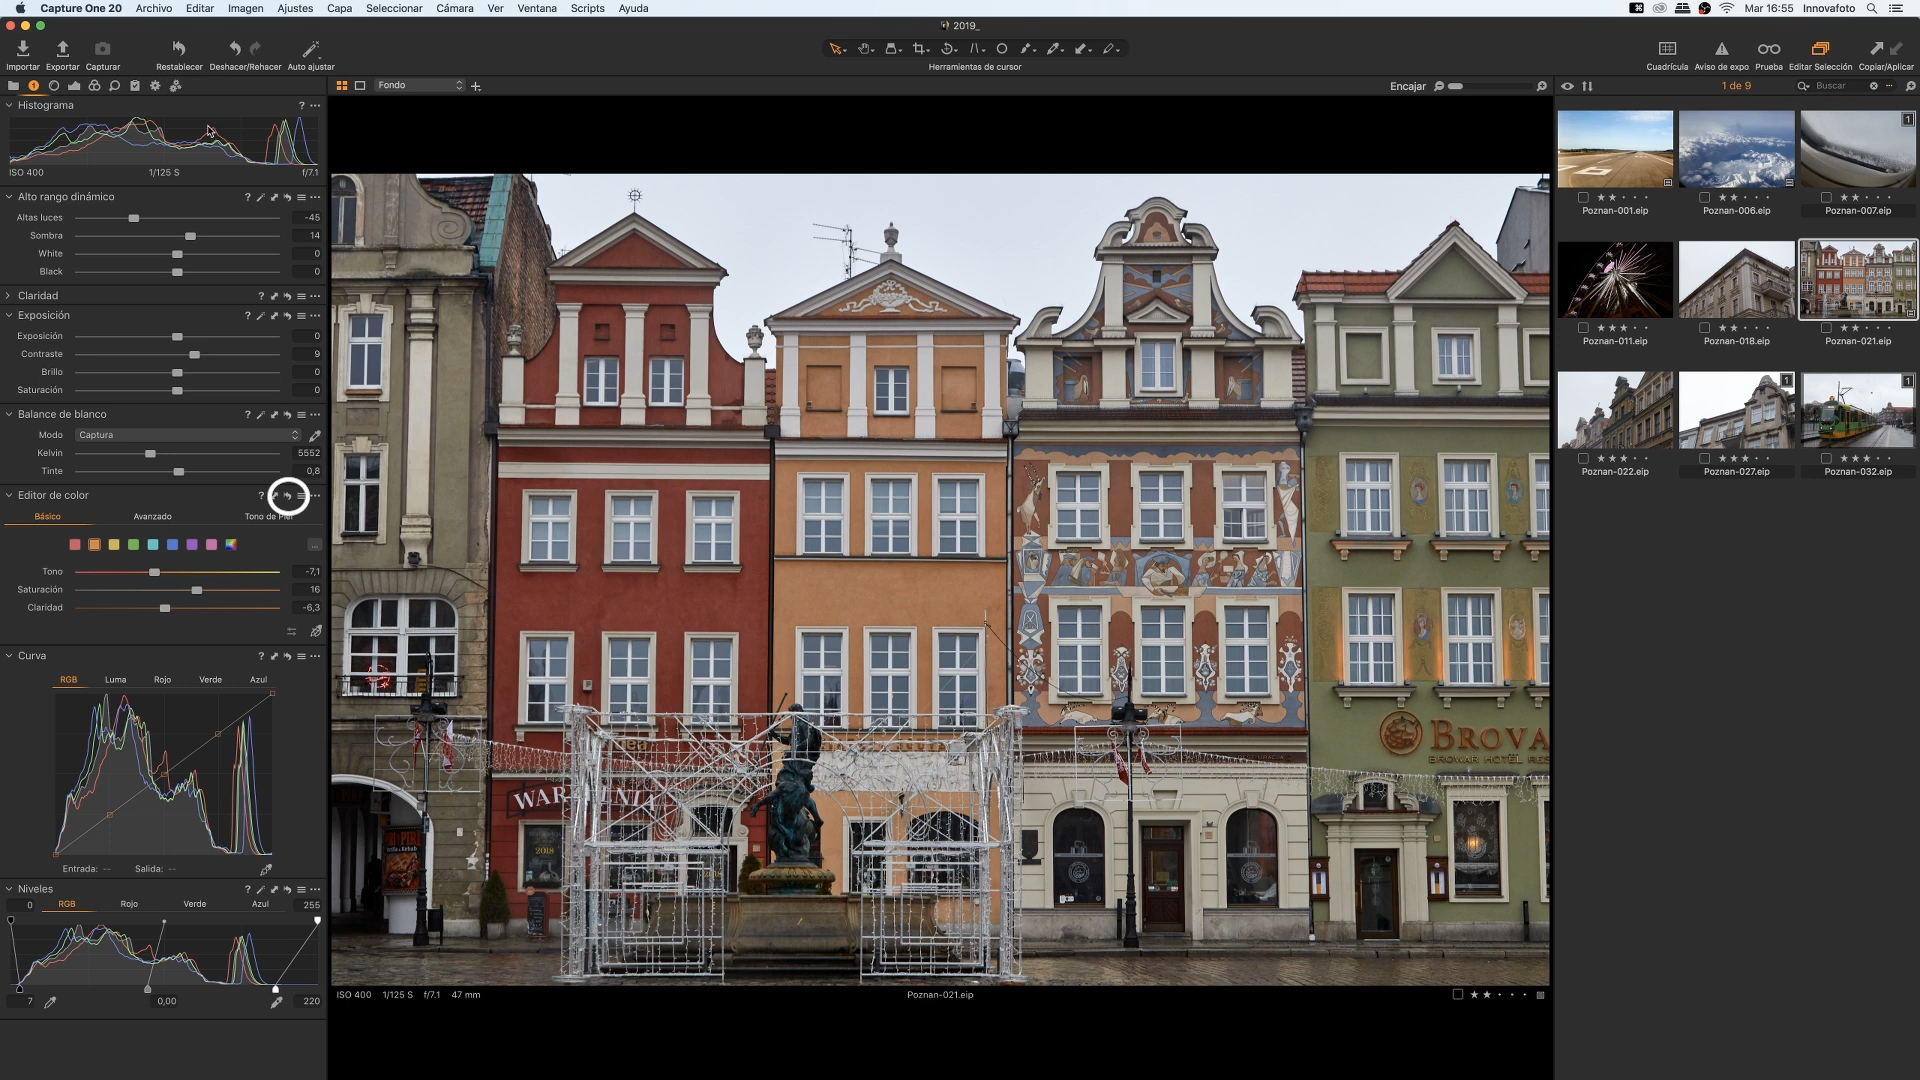 Capture One 20 Archivo Editar Imagen Ajustes Capa Seleccionar Cámara Ver Ventana Scripts Ayuda Mar 16:55 Innovafoto
2019_
Importar Exportar Capturar Restablecer Deshacer/Rehacer Auto ajustar Herramientas de cursor Cuadrícula Aviso de expo Prueba Editar Selección Copiar/Aplicar
Fondo Encajar 1 de 9 Buscar
Histograma
ISO 400 1/125 S f/7.1
Alto rango dinámico
Altas luces -45
Sombra 14
White 0
Black 0
Claridad
Exposición
Exposición 0
Contraste 9
Brillo 0
Saturación 0
Balance de blanco
Modo Captura
Kelvin 5552
Tinte 0,8
Editor de color
Básico Avanzado Tono de Piel
Tono -7,1
Saturación 16
Claridad -6,3
Curva
RGB Luma Rojo Verde Azul
Entrada: -- Salida: --
Niveles
0 RGB Rojo Verde Azul 255
7 0,00 220
BROVA
BROWAR HOTEL RES
2018
ISO 400 1/125 S f/7.1 47 mm Poznan-021.eip
Poznan-001.eip Poznan-006.eip Poznan-007.eip
Poznan-011.eip Poznan-018.eip Poznan-021.eip
Poznan-022.eip Poznan-027.eip Poznan-032.eip